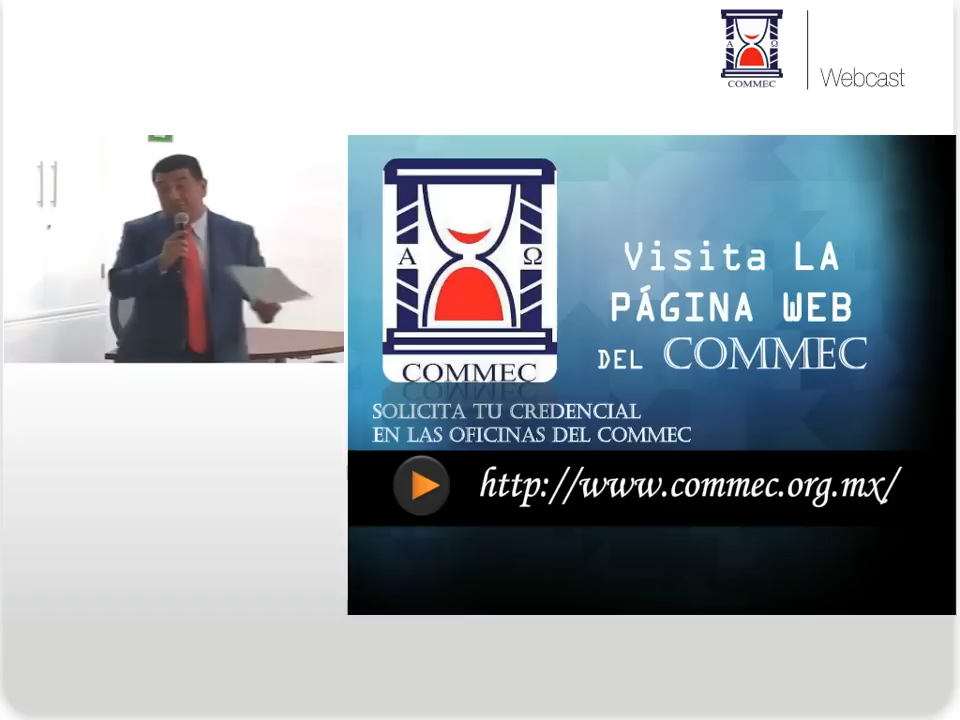 Α Ω
COMMEC
Webcast
Α Ω
COMMEC
Visita LA
PÁGINA WEB
DEL COMMEC
SOLICITA TU CREDENCIAL
EN LAS OFICINAS DEL COMMEC
http://www.commec.org.mx/